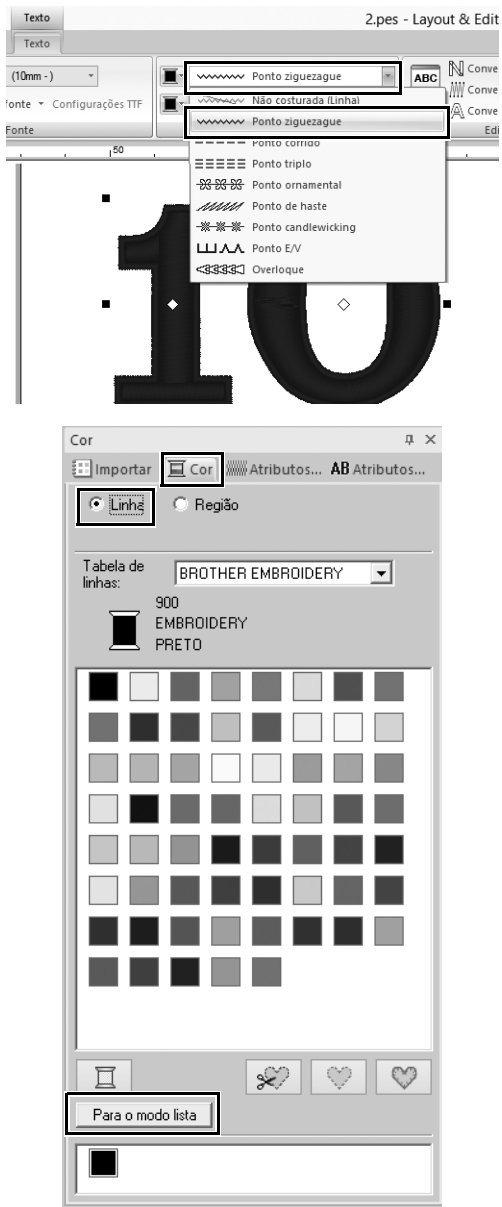 Texto
2.pes - Layout & Edit
Texto
(10mm - )
Ponto ziguezague
ABC
Conve
fonte
Configurações TTF
Não costurada (Linha)
Conve
Ponto ziguezague
Conve
Fonte
Edi
Ponto corrido
50
Ponto triplo
Ponto ornamental
Ponto de haste
Ponto candlewicking
Ponto E/V
Overloque
10
Cor
Importar
Cor
Atributos...
AB Atributos...
Linha
Região
Tabela de
linhas:
BROTHER EMBROIDERY
900
EMBROIDERY
PRETO
Para o modo lista